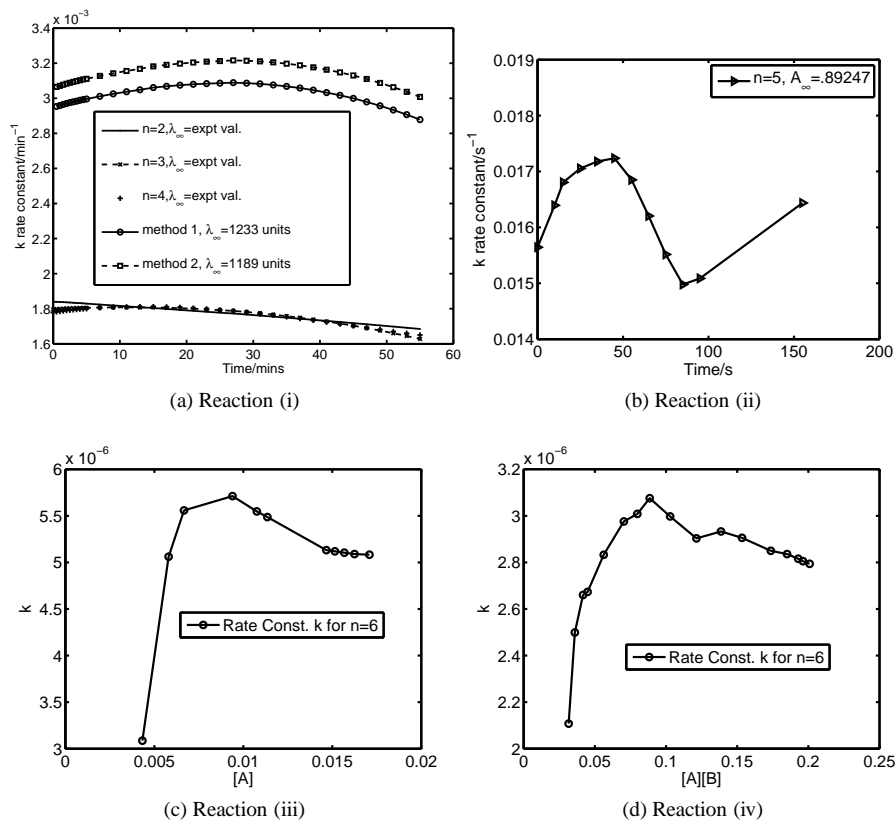 x 10⁻³
3.4
3.2
3
2.8
2.6
2.4
2.2
2
1.8
1.6
k rate constant/min⁻¹
n=2,λ∞=expt val.
n=3,λ∞=expt val.
n=4,λ∞=expt val.
method 1, λ∞=1233 units
method 2, λ∞=1189 units
0 10 20 30 40 50 60
Time/mins
(a) Reaction (i)
0.019
0.018
0.017
0.016
0.015
0.014
k rate constant/s⁻¹
n=5, A∞=.89247
0 50 100 150 200
Time/s
(b) Reaction (ii)
x 10⁻⁶
6
5.5
5
4.5
4
3.5
3
k
Rate Const. k for n=6
0 0.005 0.01 0.015 0.02
[A]
(c) Reaction (iii)
x 10⁻⁶
3.2
3
2.8
2.6
2.4
2.2
2
k
Rate Const. k for n=6
0 0.05 0.1 0.15 0.2 0.25
[A][B]
(d) Reaction (iv)